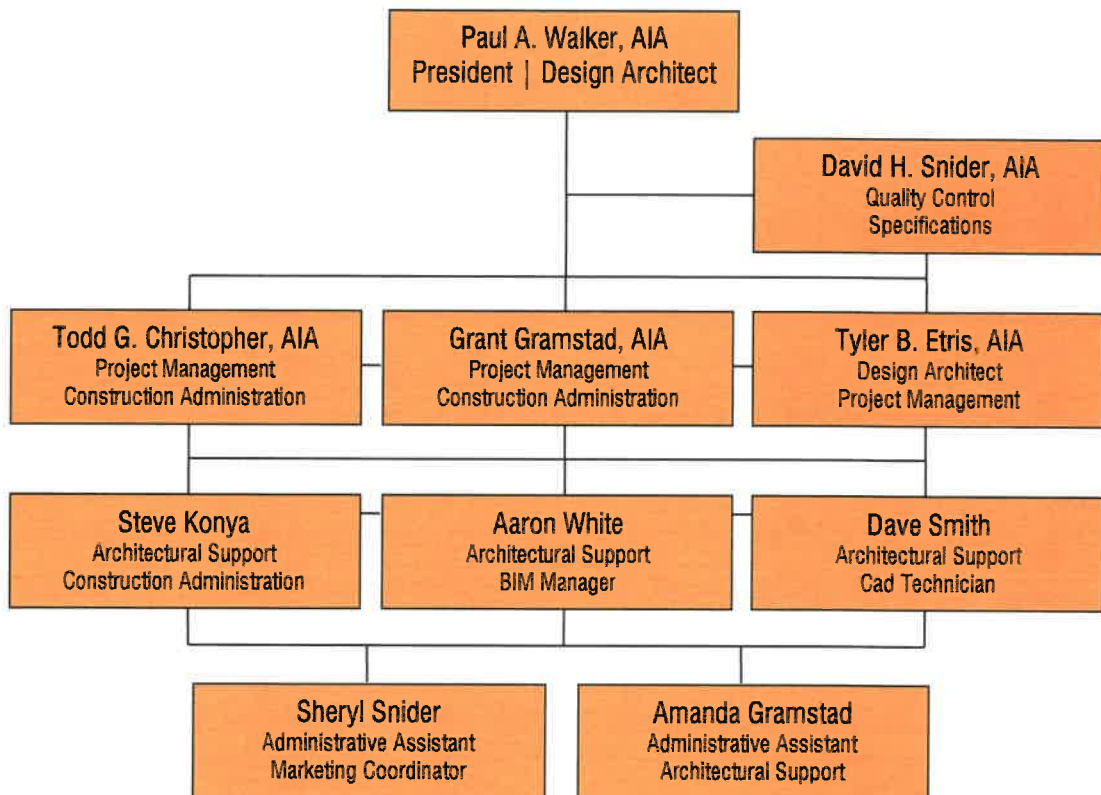 Paul A. Walker, AIA
President | Design Architect
David H. Snider, AIA
Quality Control
Specifications
Todd G. Christopher, AIA
Project Management
Construction Administration
Grant Gramstad, AIA
Project Management
Construction Administration
Tyler B. Etris, AIA
Design Architect
Project Management
Steve Konya
Architectural Support
Construction Administration
Aaron White
Architectural Support
BIM Manager
Dave Smith
Architectural Support
Cad Technician
Sheryl Snider
Administrative Assistant
Marketing Coordinator
Amanda Gramstad
Administrative Assistant
Architectural Support